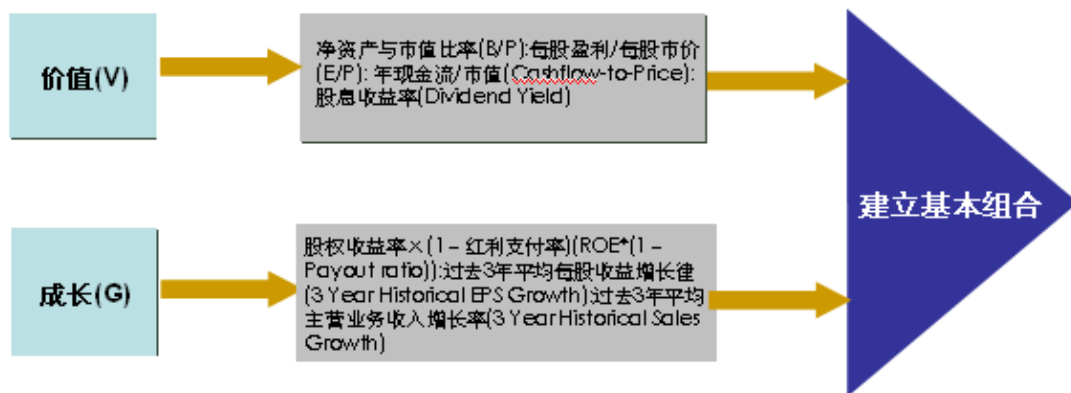 价值(V)
净资产与市值比率(B/P):每股盈利/每股市价
(E/P): 年现金流/市值(Cashflow-to-Price):
股息收益率(Dividend Yield)
建立基本组合
成长(G)
股权收益率×(1–红利支付率)(ROE*(1–
Payout ratio)):过去3年平均每股收益增长律
(3 Year Historical EPS Growth):过去3年平均
主营业务收入增长率(3 Year Historical Sales
Growth)